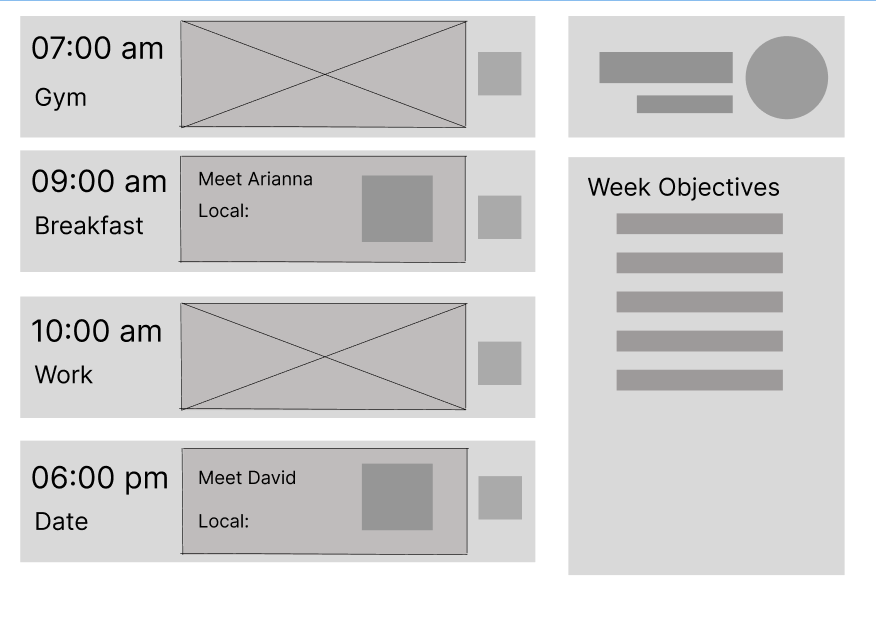 07:00 am
Gym
09:00 am
Breakfast
Meet Arianna
Local:
10:00 am
Work
06:00 pm
Date
Meet David
Local:
Week Objectives